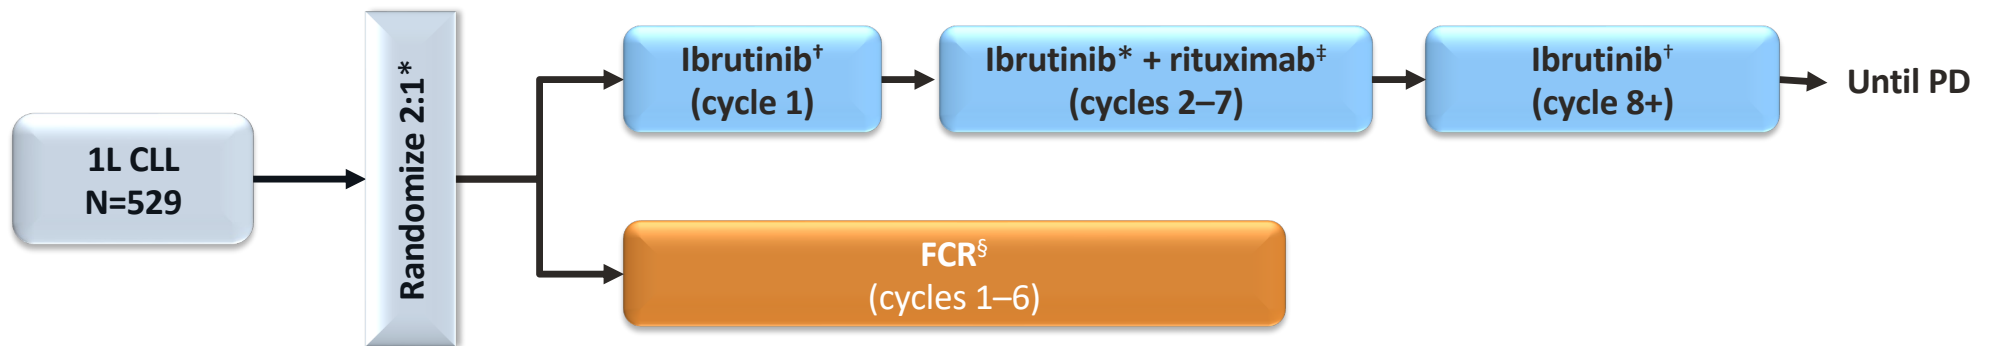 1L CLL
N=529
Randomize 2:1*
Ibrutinib†
(cycle 1)
Ibrutinib* + rituximab‡
(cycles 2–7)
Ibrutinib†
(cycle 8+)
Until PD
FCR§
(cycles 1–6)